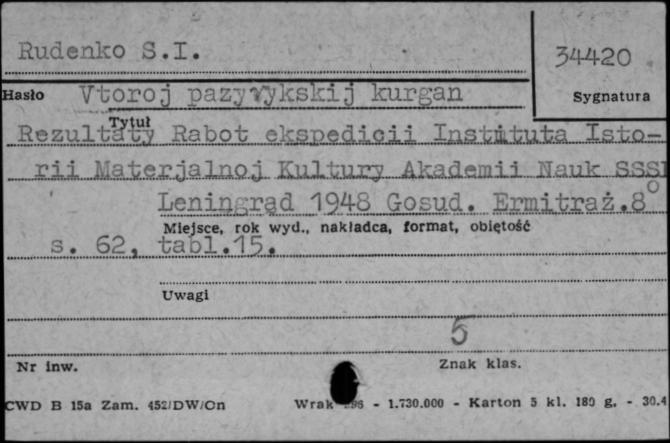 Rudenko S.I.
34420
Hasło Vtoroj pazyrykskij kurgan
Sygnatura
Tytuł
Rezultaty Rabot ekspedicii Instituta Isto-
rii Materjalnoj Kultury Akademii Nauk SSSR
Leningrad 1948 Gosud. Ermitraż.8°
Miejsce, rok wyd., nakładca, format, objętość
s. 62, tabl.15.
Uwagi
5
Nr inw.
Znak klas.
CWD B 15a Zam. 452/DW/Cn Wrak 296 - 1.730.000 - Karton 5 kl. 180 g. - 30.4